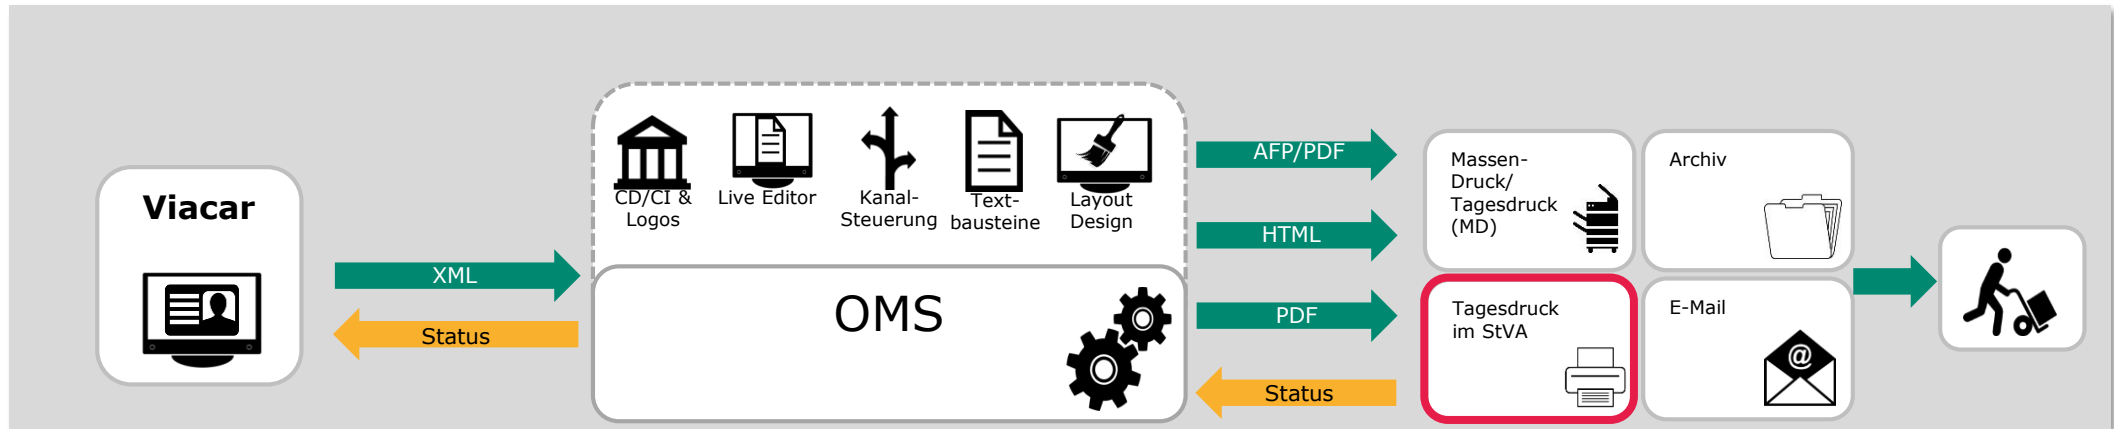 Viacar
XML
Status
CD/CI &
Logos
Live Editor
Kanal-
Steuerung
Text-
bausteine
Layout
Design
OMS
AFP/PDF
HTML
PDF
Status
Massen-
Druck/
Tagesdruck
(MD)
Archiv
Tagesdruck
im StVA
E-Mail
@